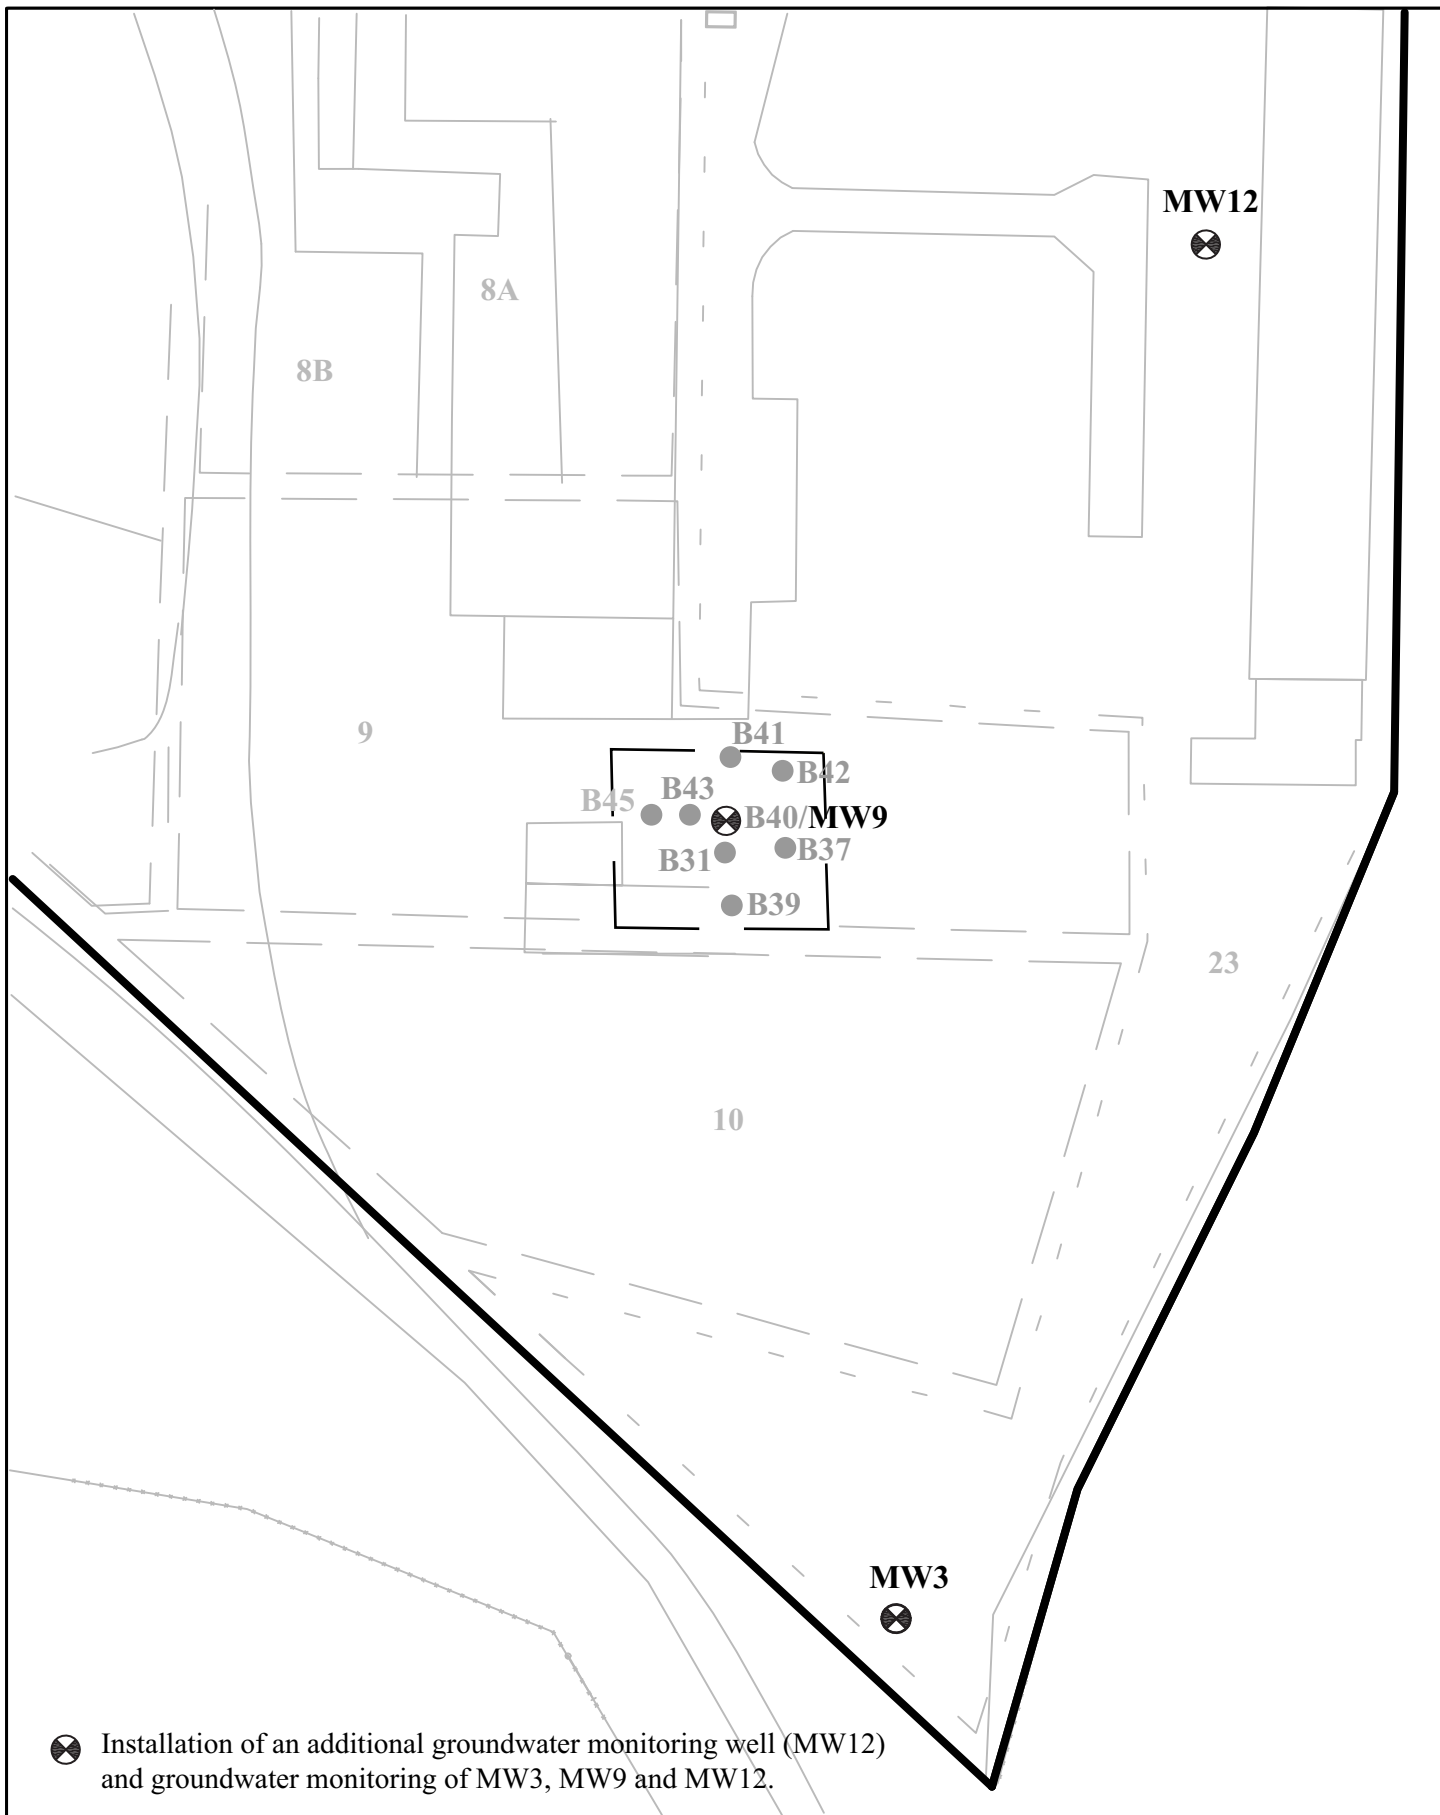 MW12
8A
8B
9
B41
B42
B45
B43
B40/MW9
B31
B37
B39
23
10
MW3
Installation of an additional groundwater monitoring well (MW12)
and groundwater monitoring of MW3, MW9 and MW12.